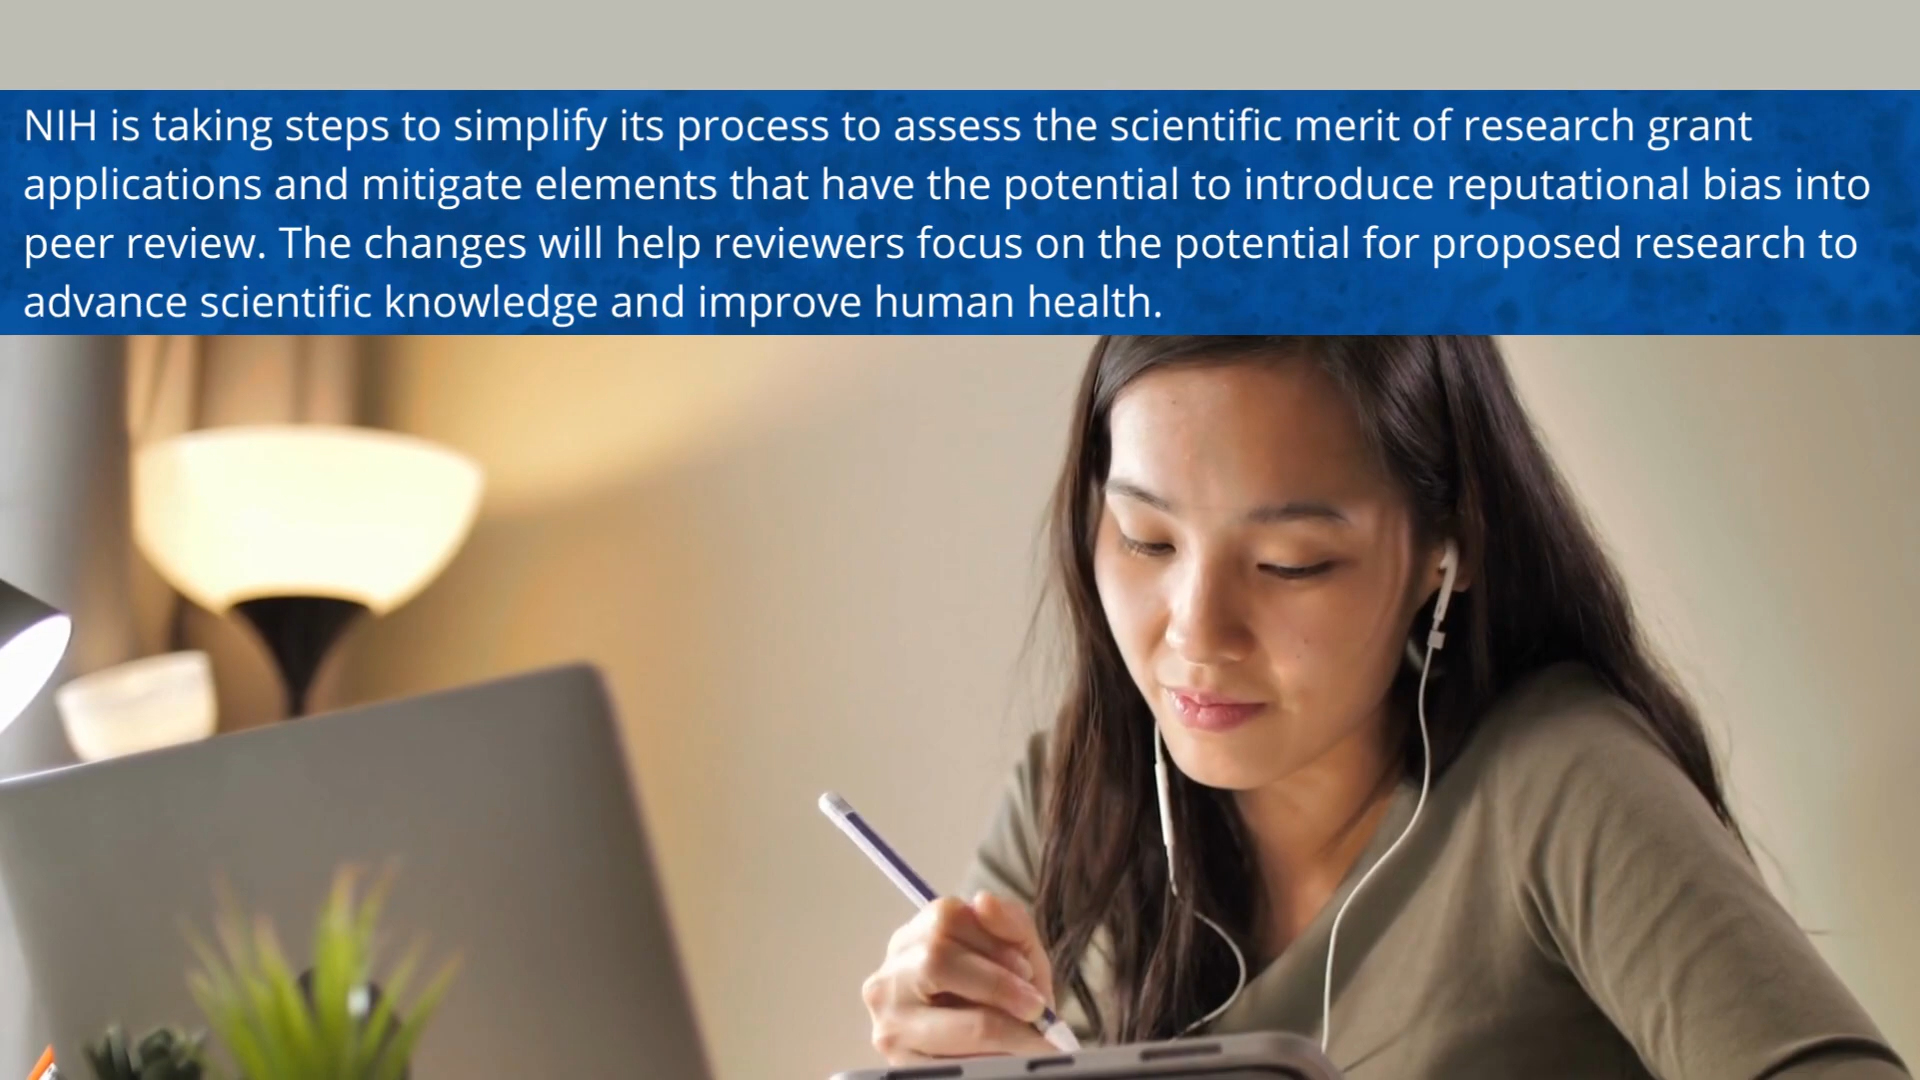 NIH is taking steps to simplify its process to assess the scientific merit of research grant
applications and mitigate elements that have the potential to introduce reputational bias into
peer review. The changes will help reviewers focus on the potential for proposed research to
advance scientific knowledge and improve human health.